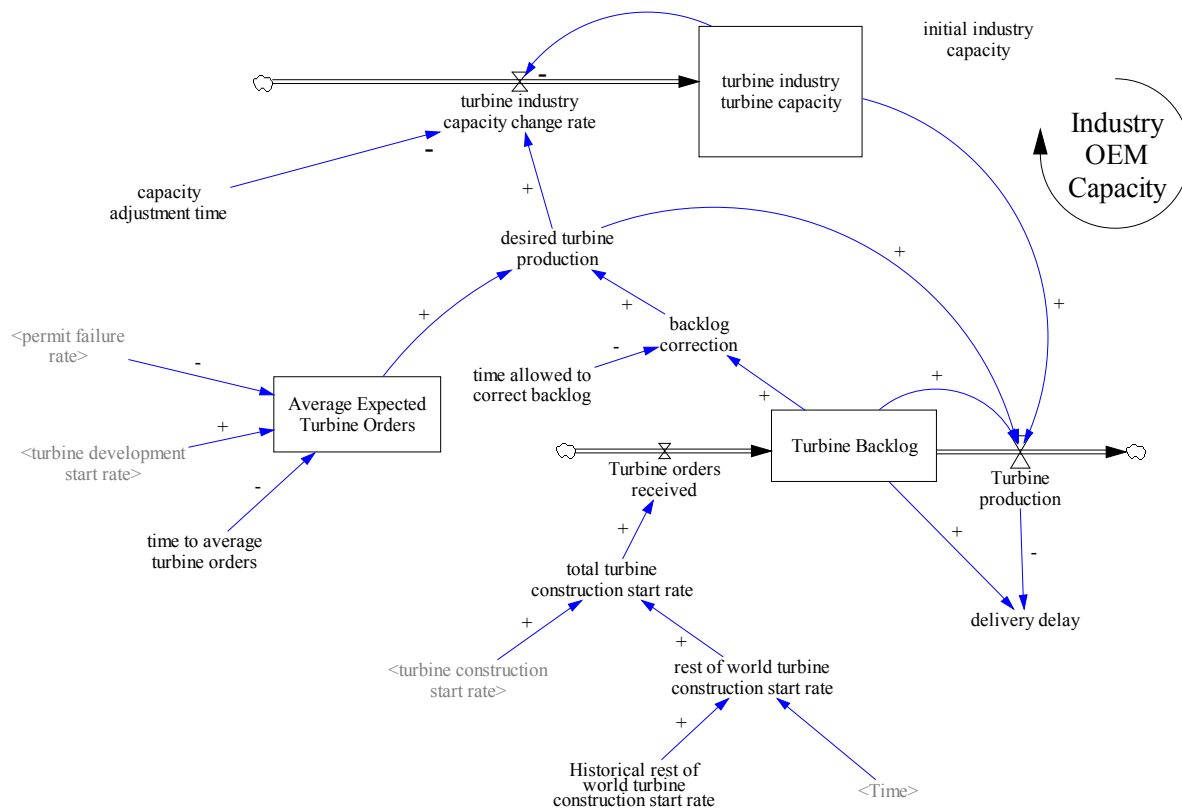 initial industry
capacity
turbine industry
turbine capacity
-
turbine industry
capacity change rate
-
Industry
OEM
Capacity
capacity
adjustment time
+
desired turbine
production
+
+
+
+
<permit failure
rate>
-
backlog
correction
-
time allowed to
correct backlog
+
+
Average Expected
Turbine Orders
+
<turbine development
start rate>
-
Turbine Backlog
Turbine orders
received
Turbine
production
time to average
turbine orders
+
+
-
total turbine
construction start rate
delivery delay
+
+
<turbine construction
start rate>
rest of world turbine
construction start rate
+
Historical rest of
world turbine
construction start rate
<Time>